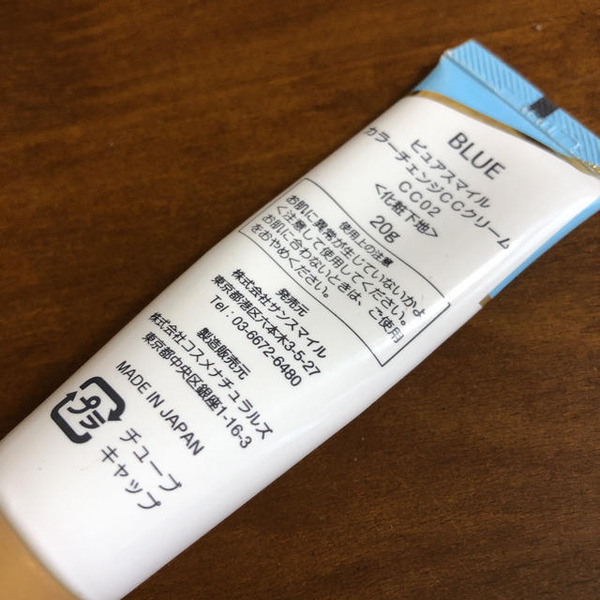 BLUE
ピュアスマイル
カラーチェンジCCクリーム
CC02
<化粧下地>
20g
使用上の注意
お肌に異常が生じていないかよ
く注意して使用してください。
お肌に合わないときは、ご使用
をおやめください。
発売元
株式会社サンスマイル
東京都港区六本木3-5-27
Tel：03-6672-6480
製造販売元
株式会社コスメナチュラルズ
東京都中央区銀座1-16-3
MADE IN JAPAN
プラ
チューブ
キャップ